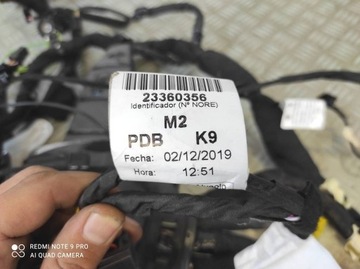 23360356
Identificador (Nº NORE)
M2
PDB K9
Fecha: 02/12/2019
Hora: 12:51
REDMI NOTE 9 PRO
AI QUAD CAMERA